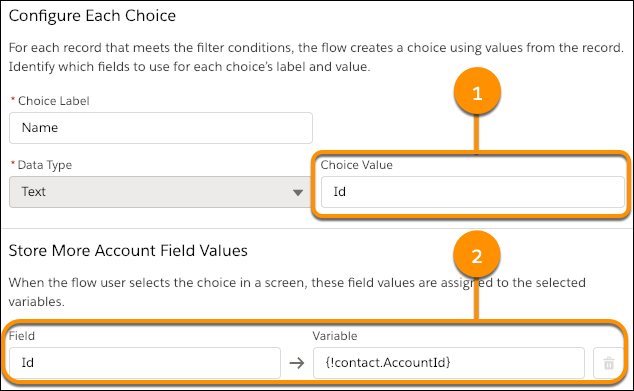 Configure Each Choice
For each record that meets the filter conditions, the flow creates a choice using values from the record.
Identify which fields to use for each choice's label and value.
1
* Choice Label
Name
* Data Type
Choice Value
Text
Id
Store More Account Field Values
2
When the flow user selects the choice in a screen, these field values are assigned to the selected
variables.
Field
Variable
Id
{!contact.AccountId}